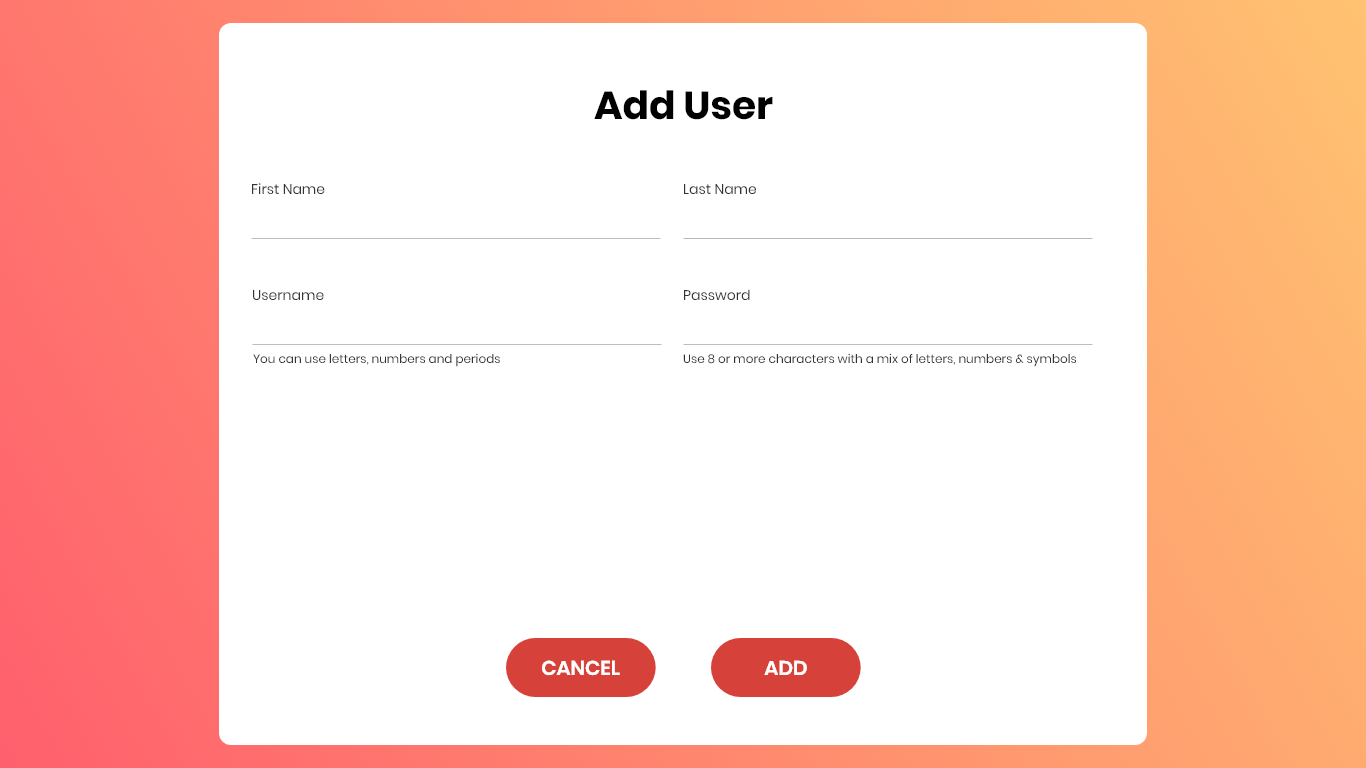 Add User
First Name
Last Name
Username
Password
You can use letters, numbers and periods
Use 8 or more characters with a mix of letters, numbers & symbols
CANCEL
ADD